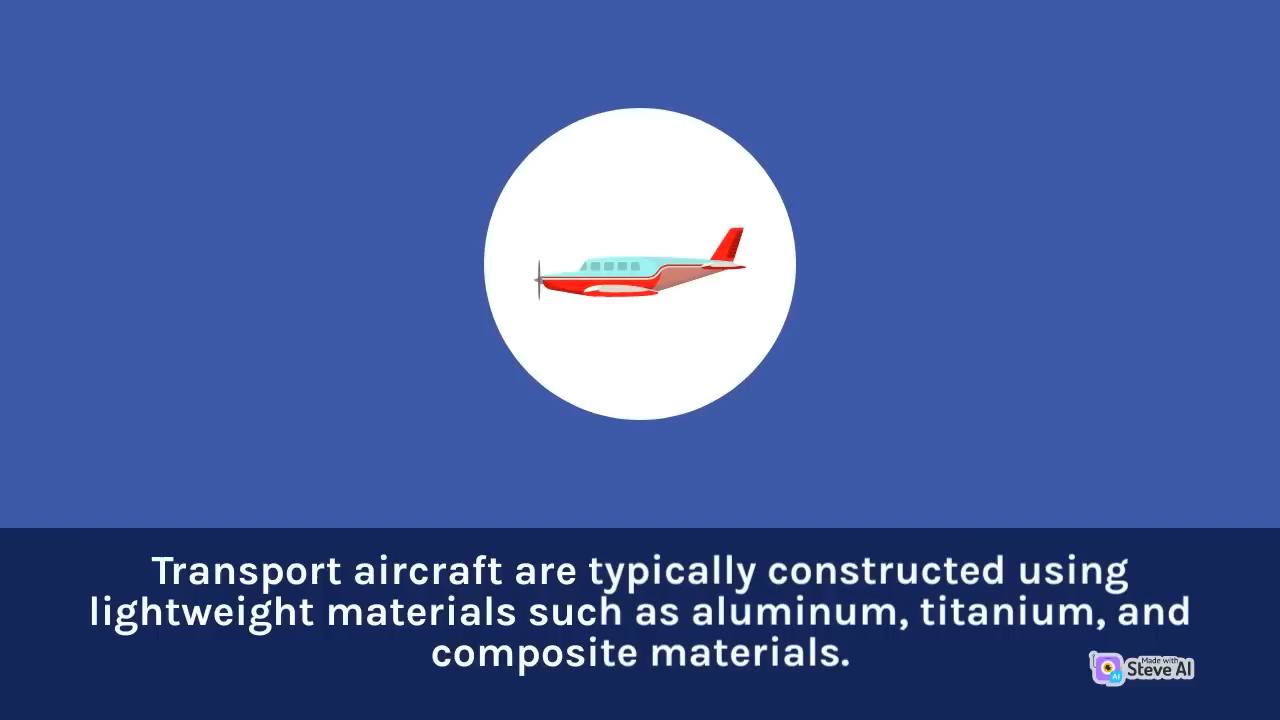 Transport aircraft are typically constructed using
lightweight materials such as aluminum, titanium, and
composite materials.
Made with
Steve AI
AI